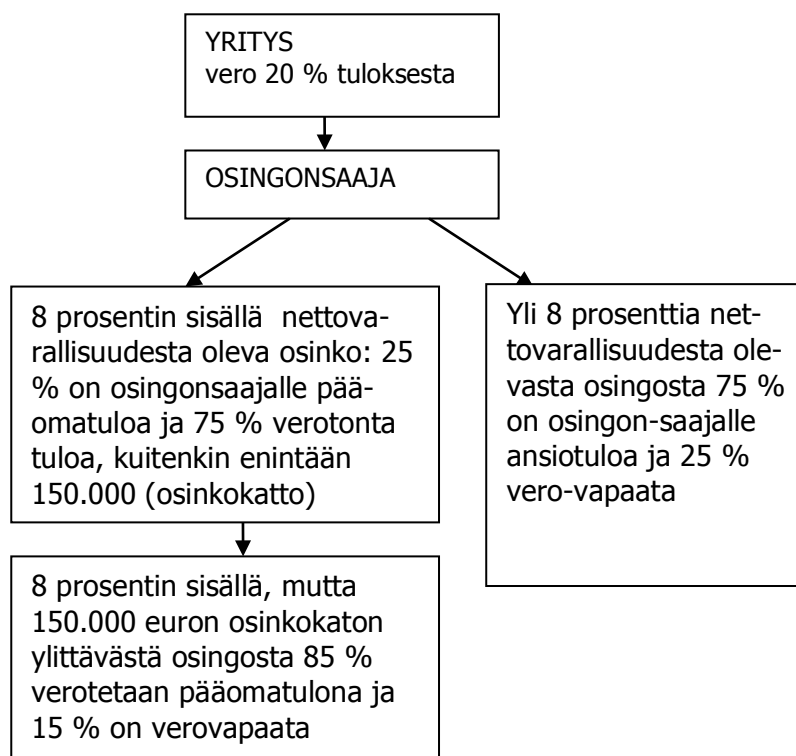 YRITYS
vero 20 % tuloksesta
OSINGONSAAJA
8 prosentin sisällä nettova-
rallisuudesta oleva osinko: 25
% on osingonsaajalle pää-
omatuloa ja 75 % verotonta
tuloa, kuitenkin enintään
150.000 (osinkokatto)
Yli 8 prosenttia net-
tovarallisuudesta ole-
vasta osingosta 75 %
on osingon-saajalle
ansiotuloa ja 25 %
vero-vapaata
8 prosentin sisällä, mutta
150.000 euron osinkokaton
ylittävästä osingosta 85 %
verotetaan pääomatulona ja
15 % on verovapaata